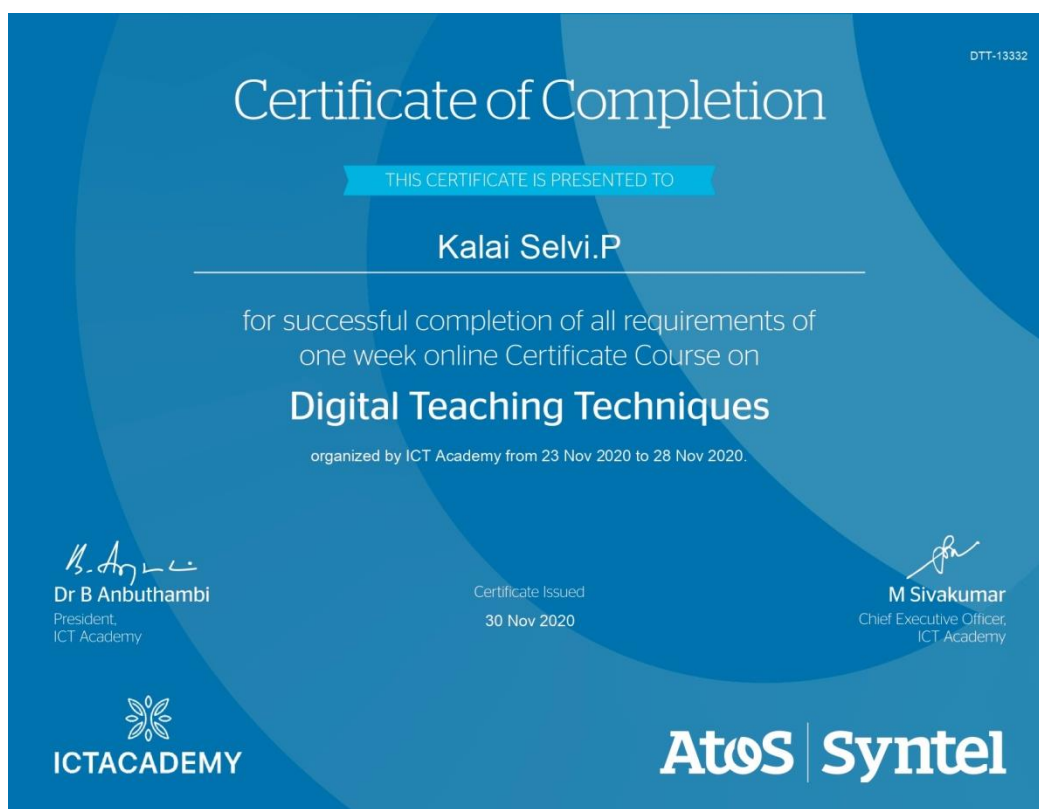 DTT-13332
Certificate of Completion
THIS CERTIFICATE IS PRESENTED TO
Kalai Selvi.P
for successful completion of all requirements of
one week online Certificate Course on
Digital Teaching Techniques
organized by ICT Academy from 23 Nov 2020 to 28 Nov 2020.
Dr B Anbuthambi
President,
ICT Academy
Certificate Issued
30 Nov 2020
M Sivakumar
Chief Executive Officer,
ICT Academy
ICTACADEMY
Atos Syntel